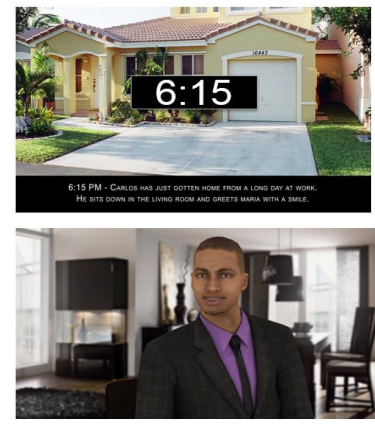 16443
6:15
6:15 PM - CARLOS HAS JUST GOTTEN HOME FROM A LONG DAY AT WORK.
HE SITS DOWN IN THE LIVING ROOM AND GREETS MARIA WITH A SMILE.